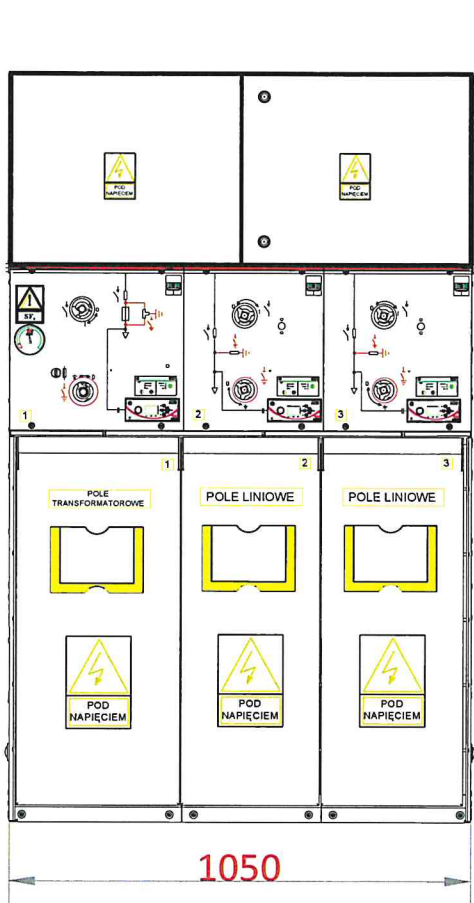 POD
NAPIĘCIEM
POD
NAPIĘCIEM
SF₆
1
2
3
1
2
3
POLE
TRANSFORMATOROWE
POLE LINIOWE
POLE LINIOWE
POD
NAPIĘCIEM
POD
NAPIĘCIEM
POD
NAPIĘCIEM
1050